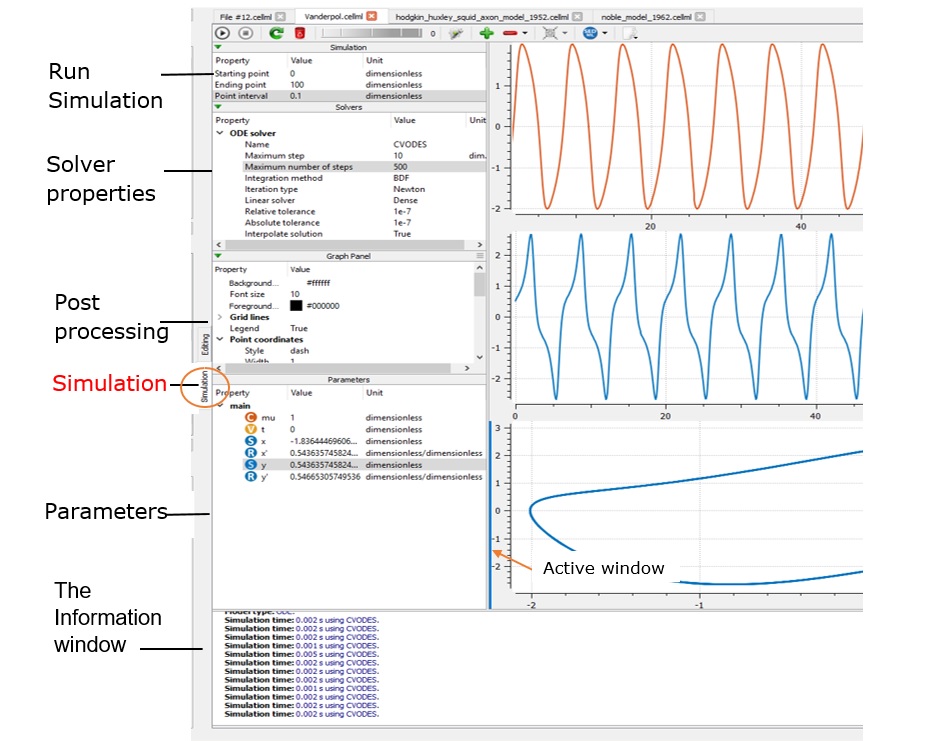 File #12.cellml
Vanderpol.cellml
hodgkin_huxley_squid_axon_model_1952.cellml
noble_model_1962.cellml
0
Run
Simulation
Solver
properties
Post
processing
Simulation
Parameters
The
Information
window
Editing
Simulation
Simulation
Property Value Unit
Starting point 0 dimensionless
Ending point 100 dimensionless
Point interval 0.1 dimensionless
Solvers
Property Value Unit
ODE solver
Name CVODES
Maximum step 10 dim.
Maximum number of steps 500
Integration method BDF
Iteration type Newton
Linear solver Dense
Relative tolerance 1e-7
Absolute tolerance 1e-7
Interpolate solution True
Graph Panel
Property Value
Background... #ffffff
Font size 10
Foreground... #000000
Grid lines
Legend True
Point coordinates
Style dash
Width 1
Parameters
Property Value Unit
main
C mu 1 dimensionless
V t 0 dimensionless
S x -1.83644469606... dimensionless
R x' 0.543635745824... dimensionless/dimensionless
S y 0.543635745824... dimensionless
R y' 0.54665305749536 dimensionless/dimensionless
1
0
-1
-2
20 40
2
1
0
-1
-2
0 20 40
3
2
1
0
-1
-2
-2 -1
Active window
Model type: ODE.
Simulation time: 0.002 s using CVODES.
Simulation time: 0.002 s using CVODES.
Simulation time: 0.002 s using CVODES.
Simulation time: 0.001 s using CVODES.
Simulation time: 0.005 s using CVODES.
Simulation time: 0.002 s using CVODES.
Simulation time: 0.002 s using CVODES.
Simulation time: 0.002 s using CVODES.
Simulation time: 0.001 s using CVODES.
Simulation time: 0.002 s using CVODES.
Simulation time: 0.002 s using CVODES.
Simulation time: 0.002 s using CVODES.